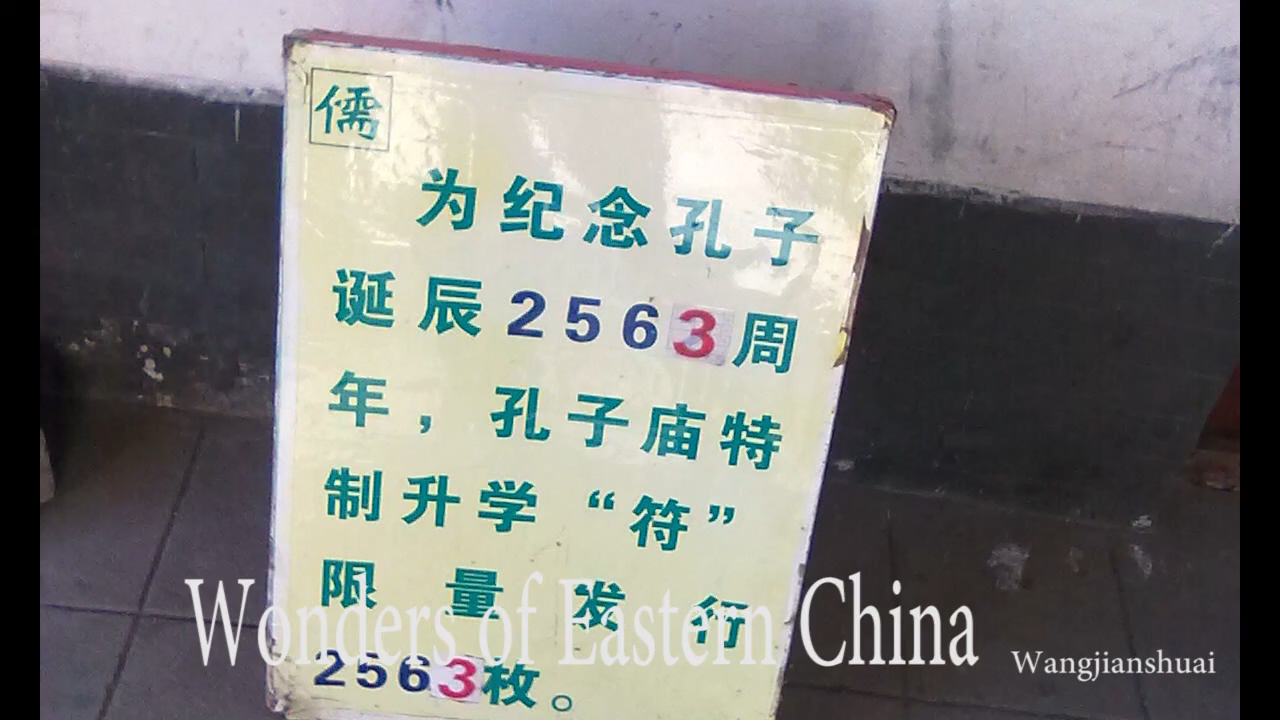 儒
为纪念孔子
诞辰2563周
年，孔子庙特
制升学“符”
限量发行
2563枚。
Wonders of Eastern China
Wangjianshuai